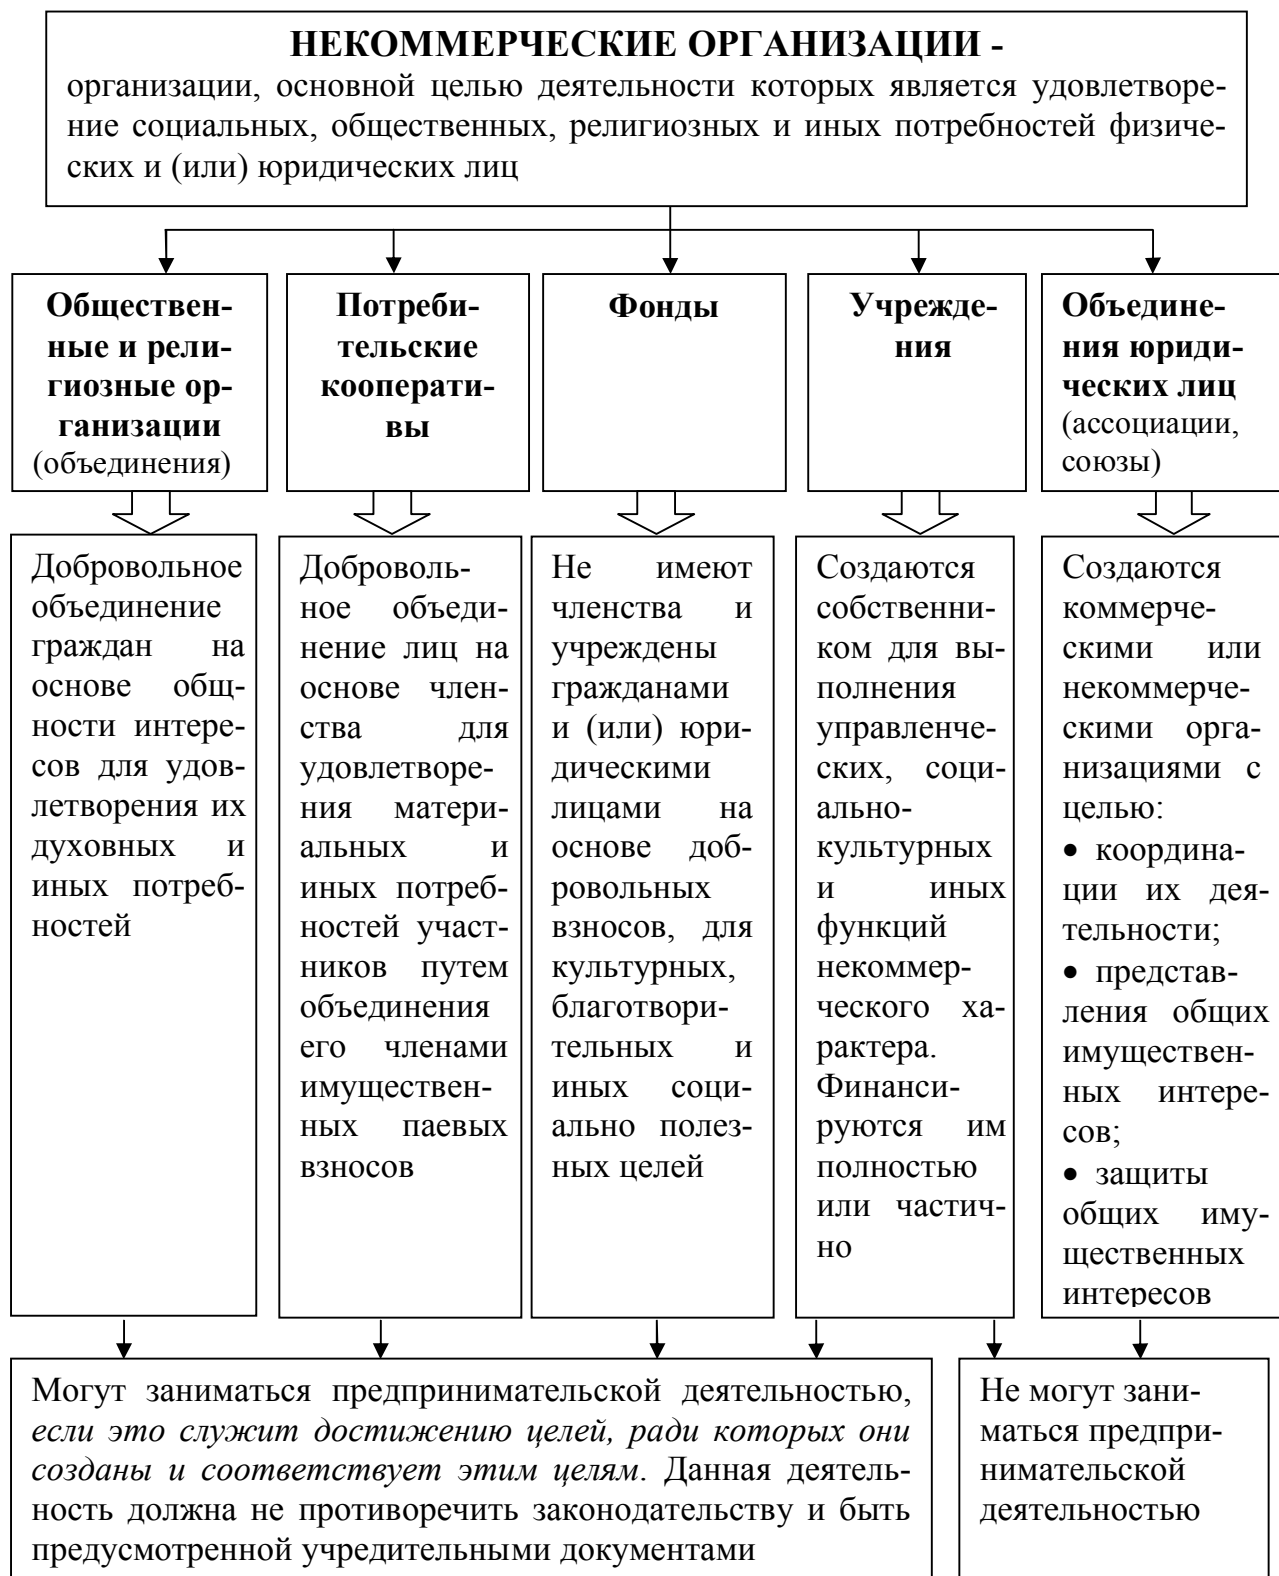 НЕКОММЕРЧЕСКИЕ ОРГАНИЗАЦИИ -
организации, основной целью деятельности которых является удовлетворе-
ние социальных, общественных, религиозных и иных потребностей физиче-
ских и (или) юридических лиц
Обществен-
ные и рели-
гиозные ор-
ганизации
(объединения)
Потреби-
тельские
кооперати-
вы
Фонды
Учрежде-
ния
Объедине-
ния юриди-
ческих лиц
(ассоциации,
союзы)
Добровольное
объединение
граждан на
основе общ-
ности интере-
сов для удов-
летворения их
духовных и
иных потреб-
ностей
Доброволь-
ное объеди-
нение лиц на
основе член-
ства для
удовлетворе-
ния матери-
альных и
иных потреб-
ностей участ-
ников путем
объединения
его членами
имуществен-
ных паевых
взносов
Не имеют
членства и
учреждены
гражданами
и (или) юри-
дическими
лицами на
основе доб-
ровольных
взносов, для
культурных,
благотвори-
тельных и
иных соци-
ально полез-
ных целей
Создаются
собственни-
ком для вы-
полнения
управленче-
ских, соци-
ально-
культурных
и иных
функций
некоммер-
ческого ха-
рактера.
Финанси-
руются им
полностью
или частич-
но
Создаются
коммерче-
скими или
некоммерче-
скими орга-
низациями с
целью:
• координа-
ции их дея-
тельности;
• представ-
ления общих
имуществен-
ных интере-
сов;
• защиты
общих иму-
щественных
интересов
Могут заниматься предпринимательской деятельностью,
если это служит достижению целей, ради которых они
созданы и соответствует этим целям. Данная деятель-
ность должна не противоречить законодательству и быть
предусмотренной учредительными документами
Не могут зани-
маться предпри-
нимательской
деятельностью